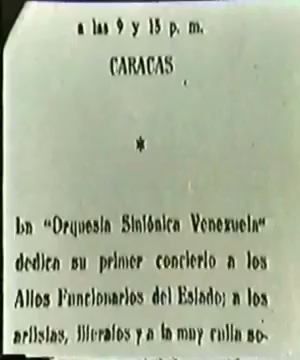 a las 9 y 15 p. m.
CARACAS
*
La "Orquesta Sinfónica Venezuela"
dedica su primer concierto a los
Altos Funcionarios del Estado; a los
artistas, literatos y a la muy culta so-